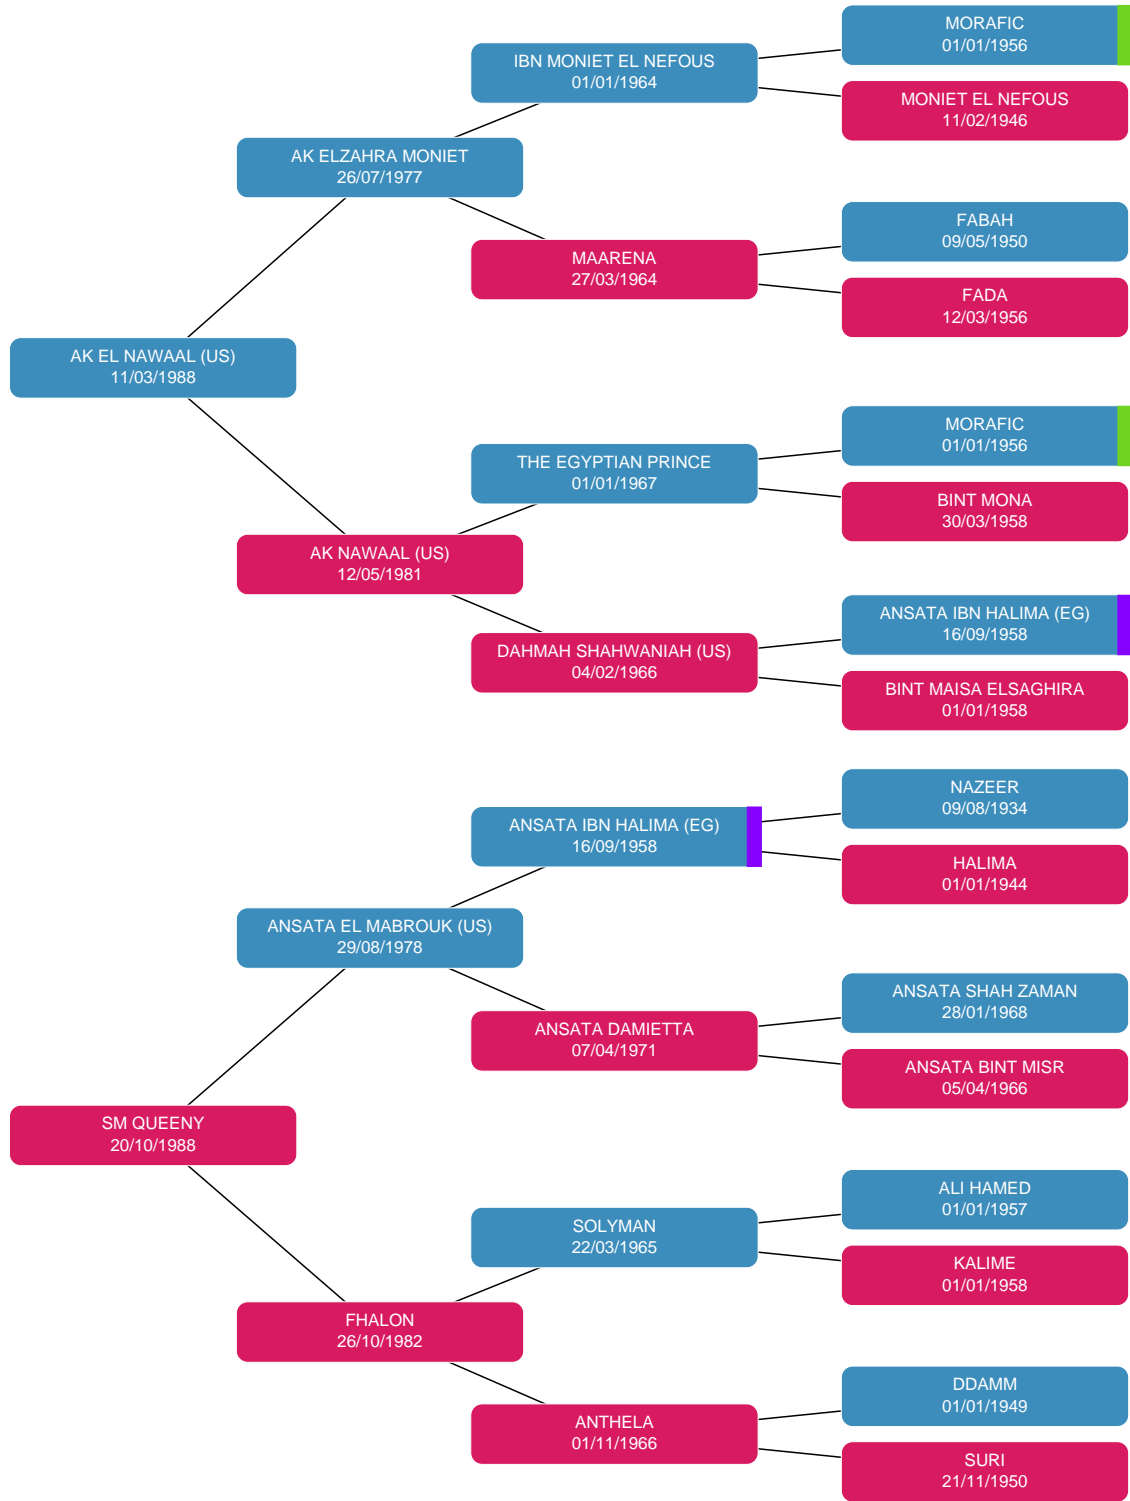 MORAFIC
01/01/1956
IBN MONIET EL NEFOUS
01/01/1964
MONIET EL NEFOUS
11/02/1946
AK ELZAHRA MONIET
26/07/1977
FABAH
09/05/1950
MAARENA
27/03/1964
FADA
12/03/1956
AK EL NAWAAL (US)
11/03/1988
MORAFIC
01/01/1956
THE EGYPTIAN PRINCE
01/01/1967
BINT MONA
30/03/1958
AK NAWAAL (US)
12/05/1981
ANSATA IBN HALIMA (EG)
16/09/1958
DAHMAH SHAHWANIAH (US)
04/02/1966
BINT MAISA ELSAGHIRA
01/01/1958
NAZEER
09/08/1934
ANSATA IBN HALIMA (EG)
16/09/1958
HALIMA
01/01/1944
ANSATA EL MABROUK (US)
29/08/1978
ANSATA SHAH ZAMAN
28/01/1968
ANSATA DAMIETTA
07/04/1971
ANSATA BINT MISR
05/04/1966
SM QUEENY
20/10/1988
ALI HAMED
01/01/1957
SOLYMAN
22/03/1965
KALIME
01/01/1958
FHALON
26/10/1982
DDAMM
01/01/1949
ANTHELA
01/11/1966
SURI
21/11/1950